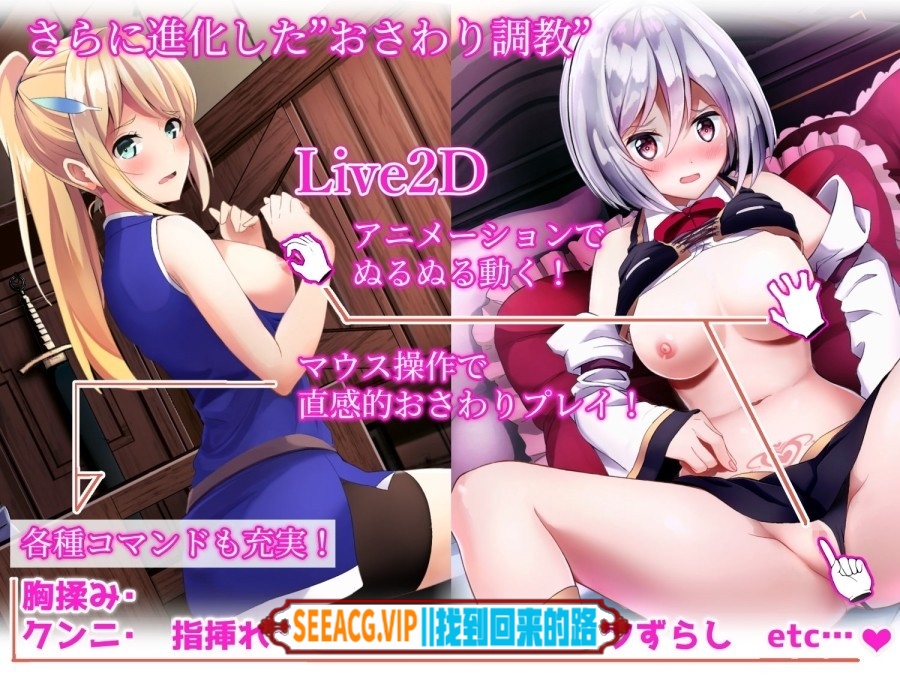 さらに進化した”おさわり調教”
Live2D
アニメーションで
ぬるぬる動く！
マウス操作で
直感的おさわりプレイ！
各種コマンドも充実！
胸揉み・
クンニ・ 指挿れ ずらし etc…♥
SEEACG.VIP||找到回来的路